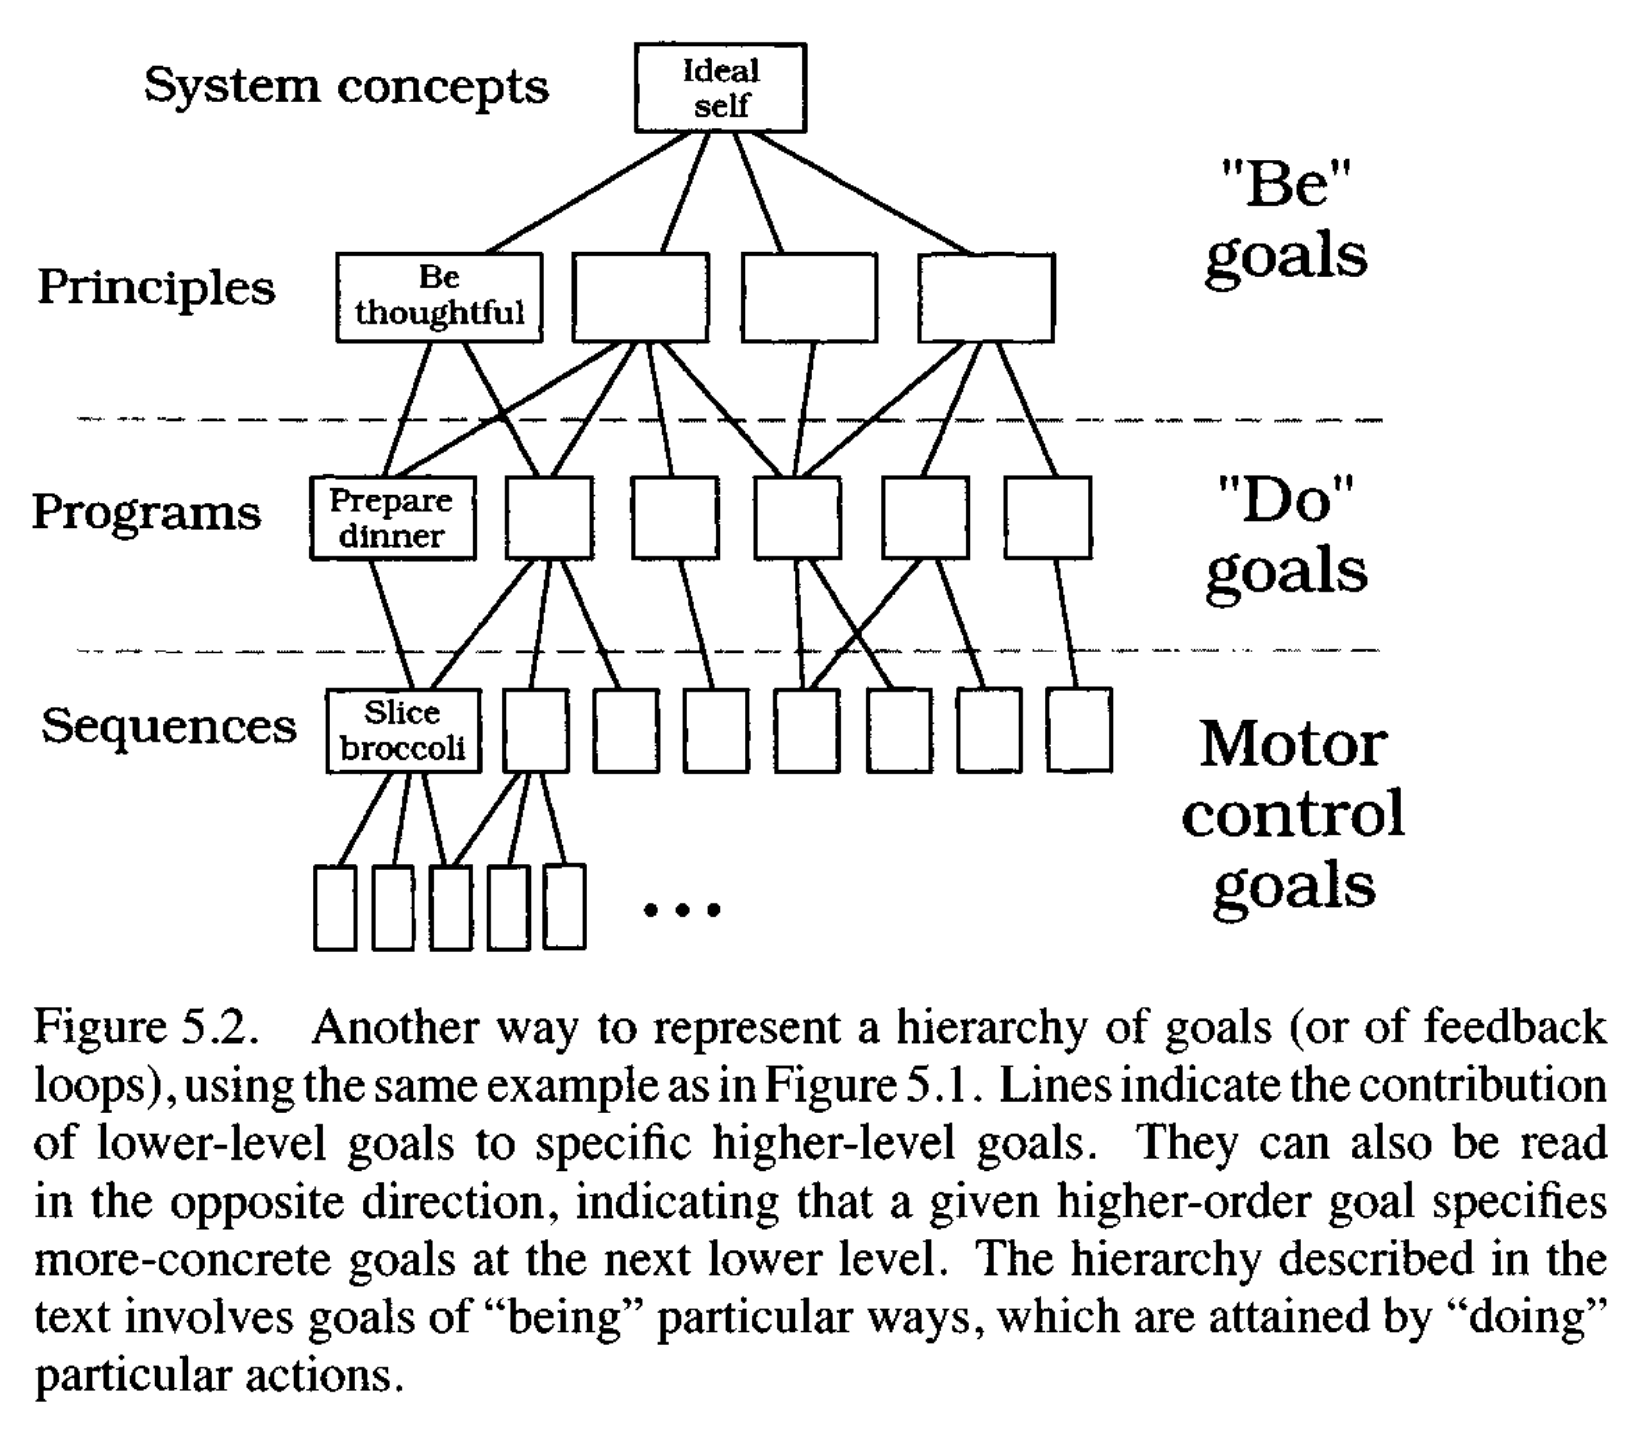 System concepts
Ideal
self
"Be"
goals
Principles
Be
thoughtful
Programs
Prepare
dinner
"Do"
goals
Sequences
Slice
broccoli
Motor
control
goals
Figure 5.2. Another way to represent a hierarchy of goals (or of feedback
loops), using the same example as in Figure 5.1. Lines indicate the contribution
of lower-level goals to specific higher-level goals. They can also be read
in the opposite direction, indicating that a given higher-order goal specifies
more-concrete goals at the next lower level. The hierarchy described in the
text involves goals of “being” particular ways, which are attained by “doing”
particular actions.